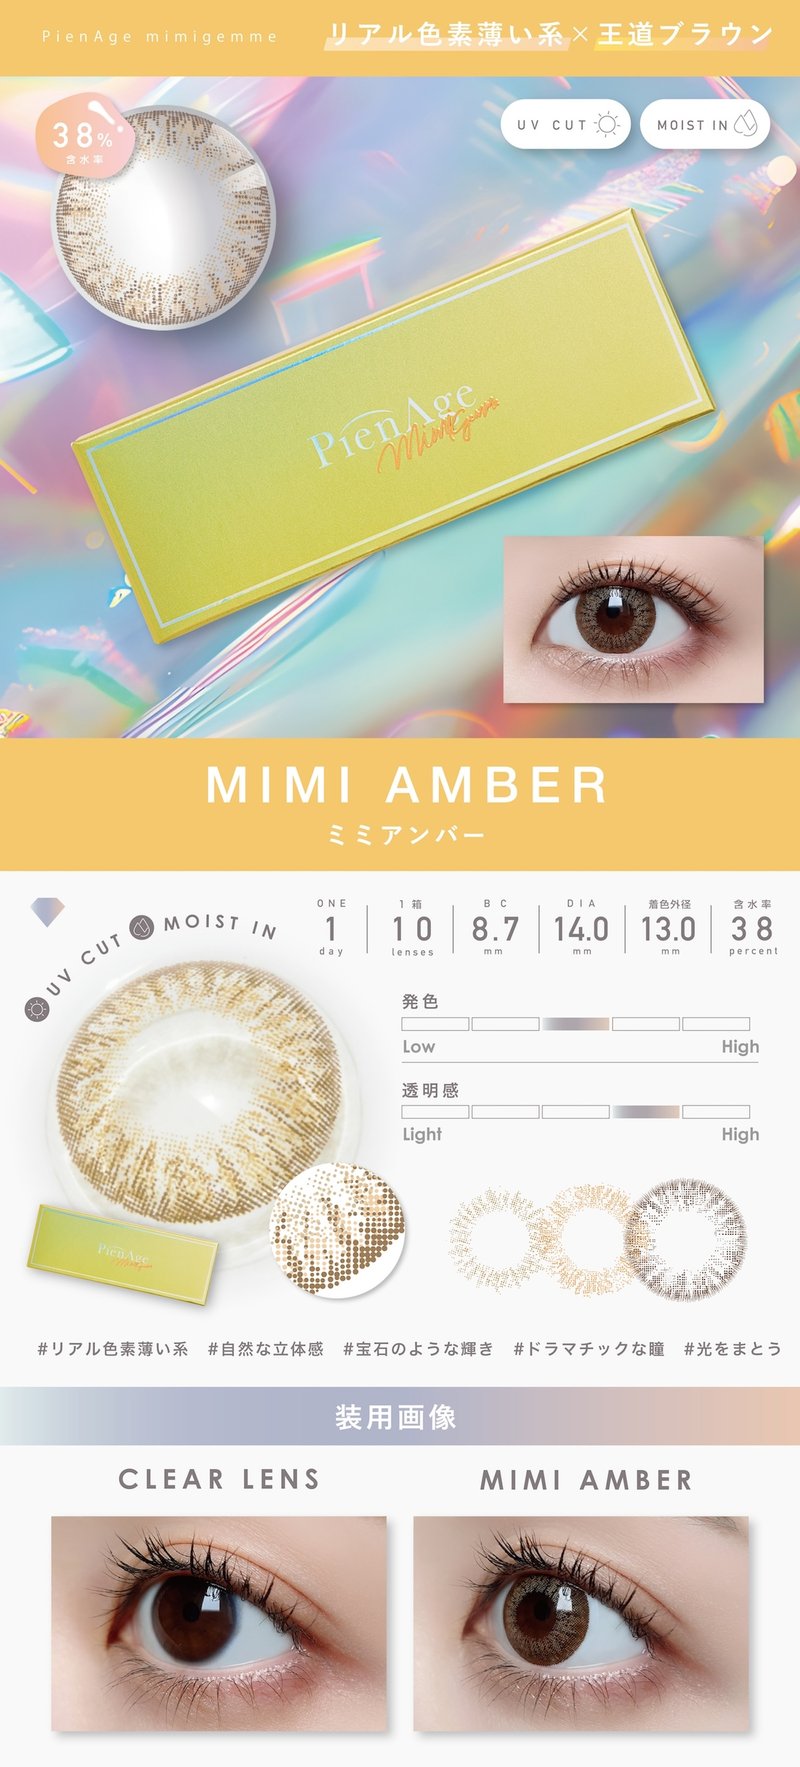 PienAge mimigemme
リアル色素薄い系×王道ブラウン
38%
含水率
UV CUT
MOIST IN
PienAge
MimiGemme
MIMI AMBER
ミミアンバー
UV CUT MOIST IN
ONE 1 day
1箱 10 lenses
BC 8.7 mm
DIA 14.0 mm
着色外径 13.0 mm
含水率 38 percent
発色
Low High
透明感
Light High
PienAge
#リアル色素薄い系 #自然な立体感 #宝石のような輝き #ドラマチックな瞳 #光をまとう
装用画像
CLEAR LENS
MIMI AMBER